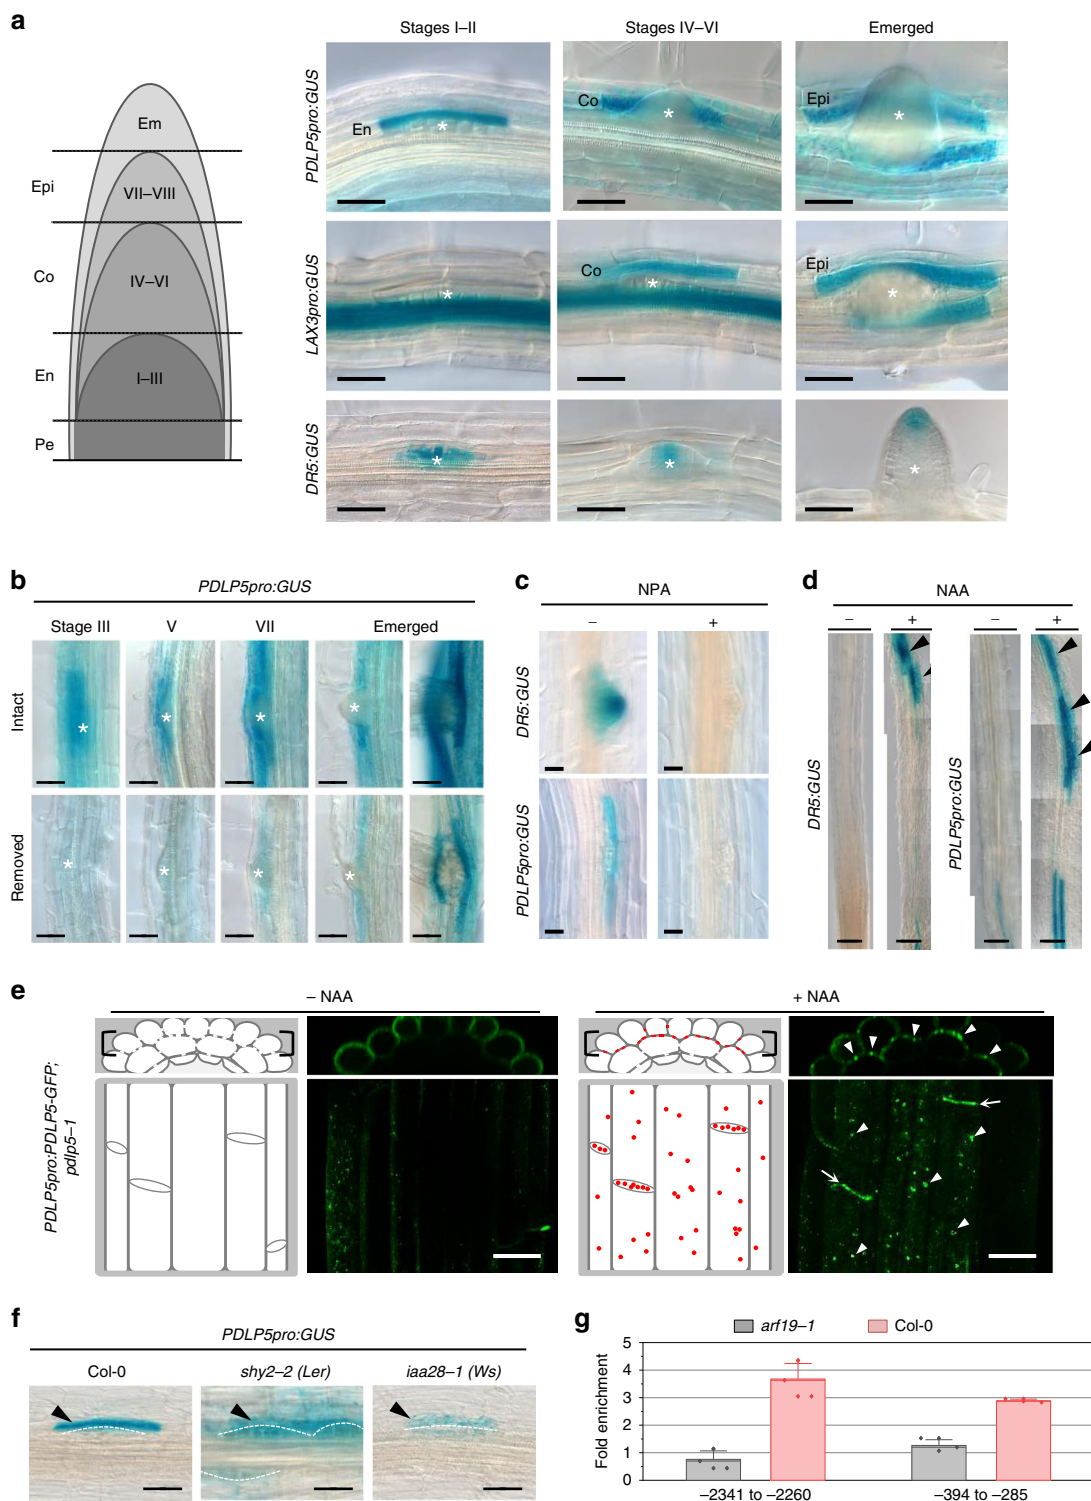 a
Stages I–II
Stages IV–VI
Emerged
Em
Epi
VII–VIII
Co
IV–VI
En
I–III
Pe
PDLP5pro:GUS
En
Co
Epi
LAX3pro:GUS
Co
Epi
DR5:GUS
b
PDLP5pro:GUS
Stage III
V
VII
Emerged
Intact
Removed
c
NPA
– +
DR5:GUS
PDLP5pro:GUS
d
NAA
– + – +
DR5:GUS
PDLP5pro:GUS
e
– NAA
+ NAA
PDLP5pro:PDLP5-GFP;
pdlp5–1
f
PDLP5pro:GUS
Col-0
shy2–2 (Ler)
iaa28–1 (Ws)
g
arf19–1
Col-0
Fold enrichment
5
4
3
2
1
0
–2341 to –2260
–394 to –285